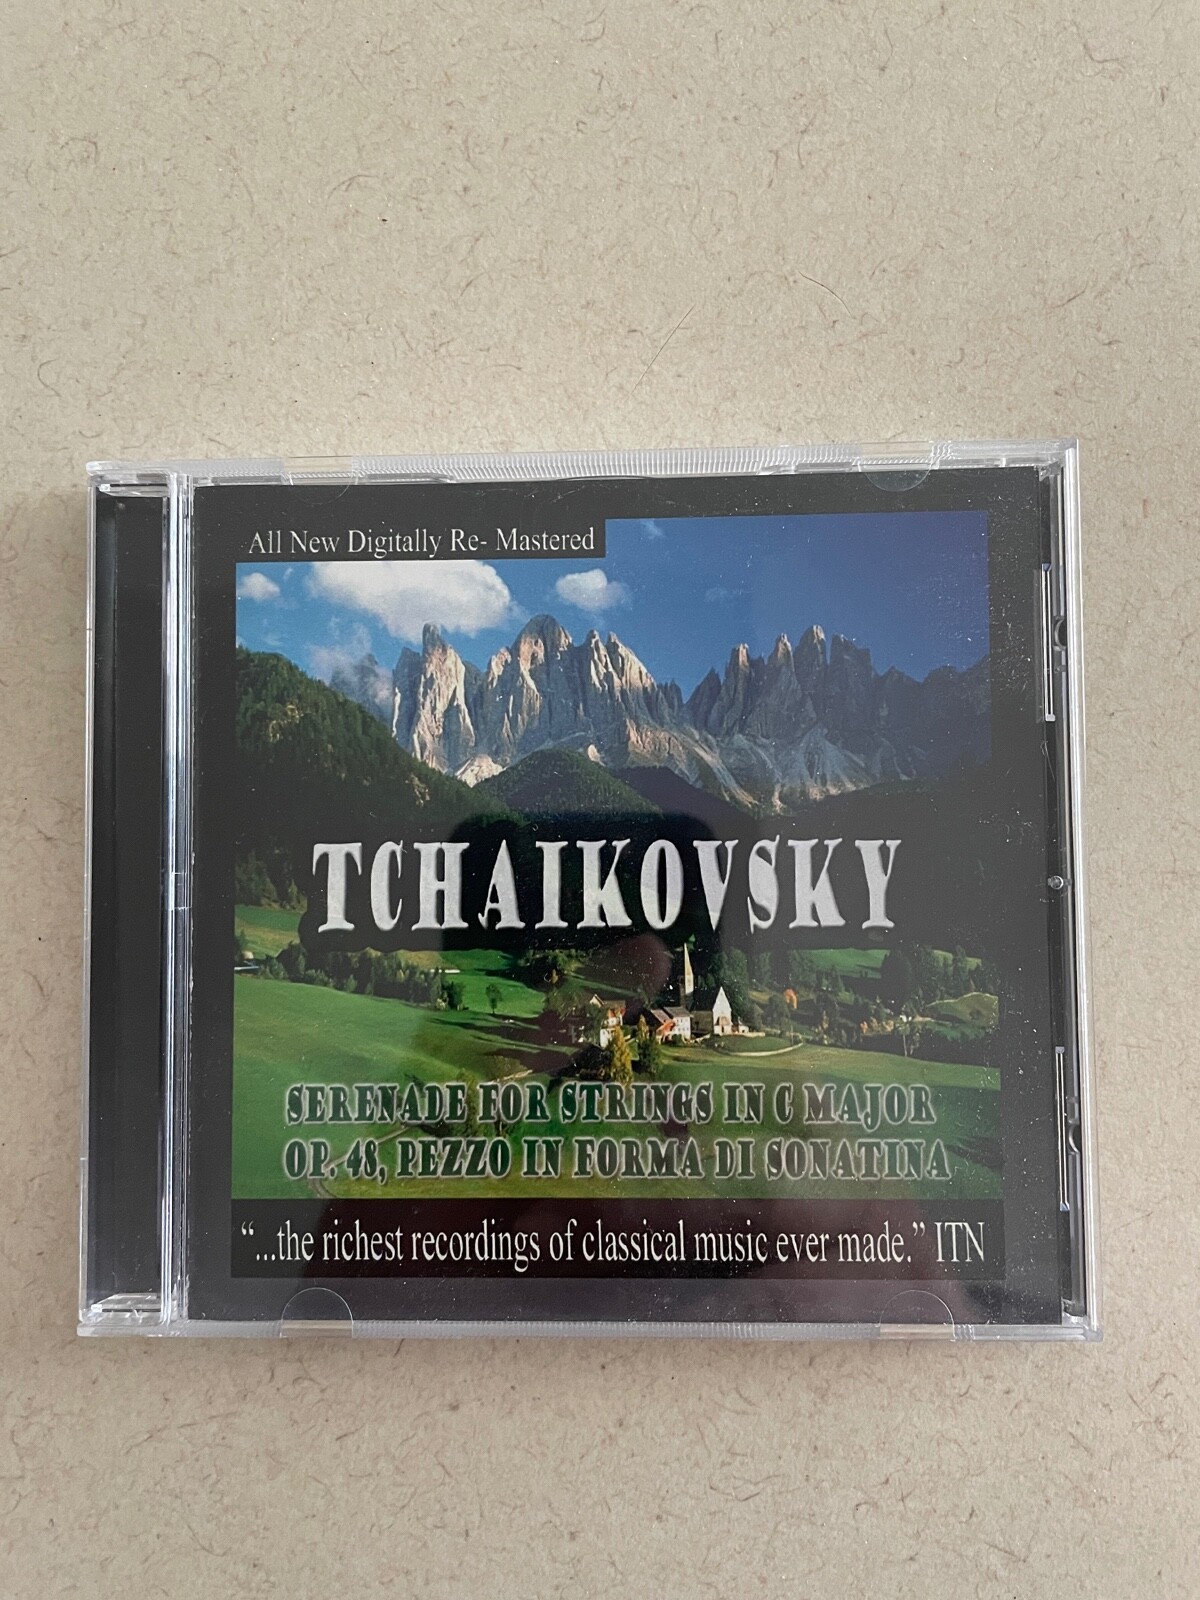 All New Digitally Re- Mastered
TCHAIKOVSKY
SERENADE FOR STRINGS IN C MAJOR
OP. 48, PEZZO IN FORMA DI SONATINA
“...the richest recordings of classical music ever made.” ITN